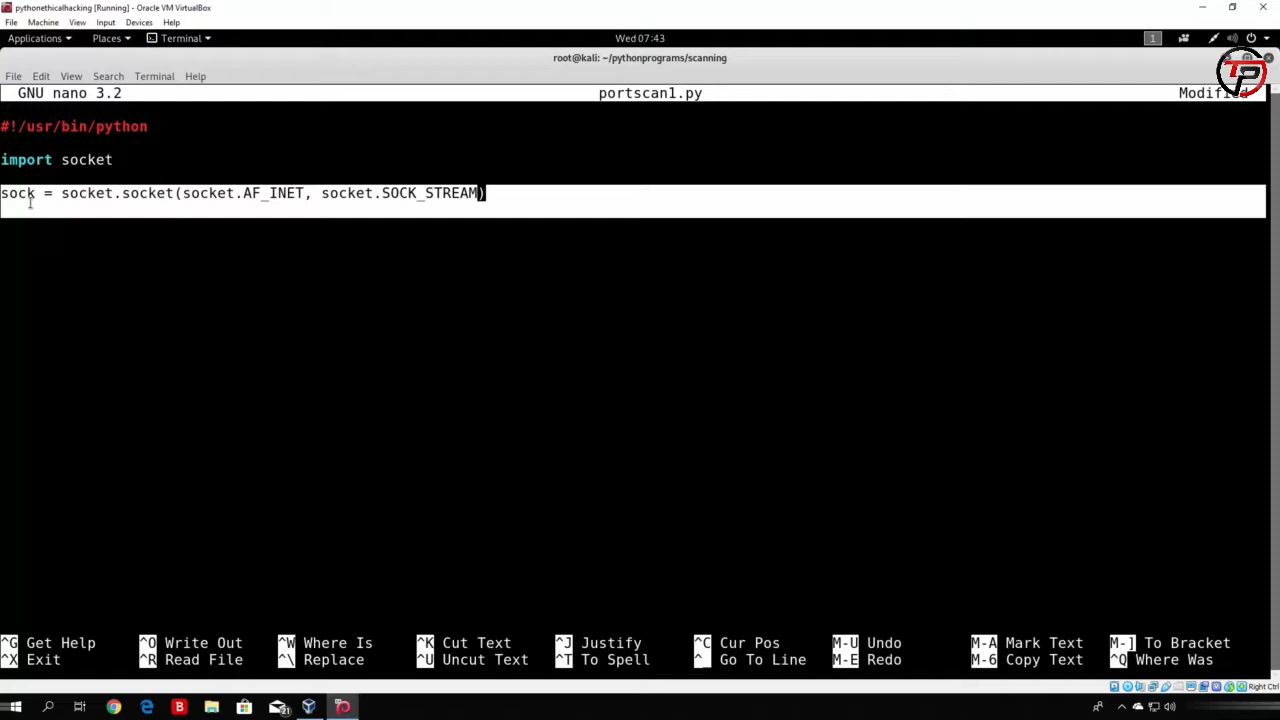 pythonethicalhacking [Running] - Oracle VM VirtualBox
File Machine View Input Devices Help
Applications Places Terminal Wed 07:43 1
root@kali: ~/pythonprograms/scanning
File Edit View Search Terminal Help
GNU nano 3.2 portscan1.py
#!/usr/bin/python
import socket
sock = socket.socket(socket.AF_INET, socket.SOCK_STREAM)
^G Get Help ^O Write Out ^W Where Is ^K Cut Text ^J Justify ^C Cur Pos M-U Undo M-A Mark Text M-] To Bracket
^X Exit ^R Read File ^\ Replace ^U Uncut Text ^T To Spell ^_ Go To Line M-E Redo M-6 Copy Text ^Q Where Was
Right Ctrl